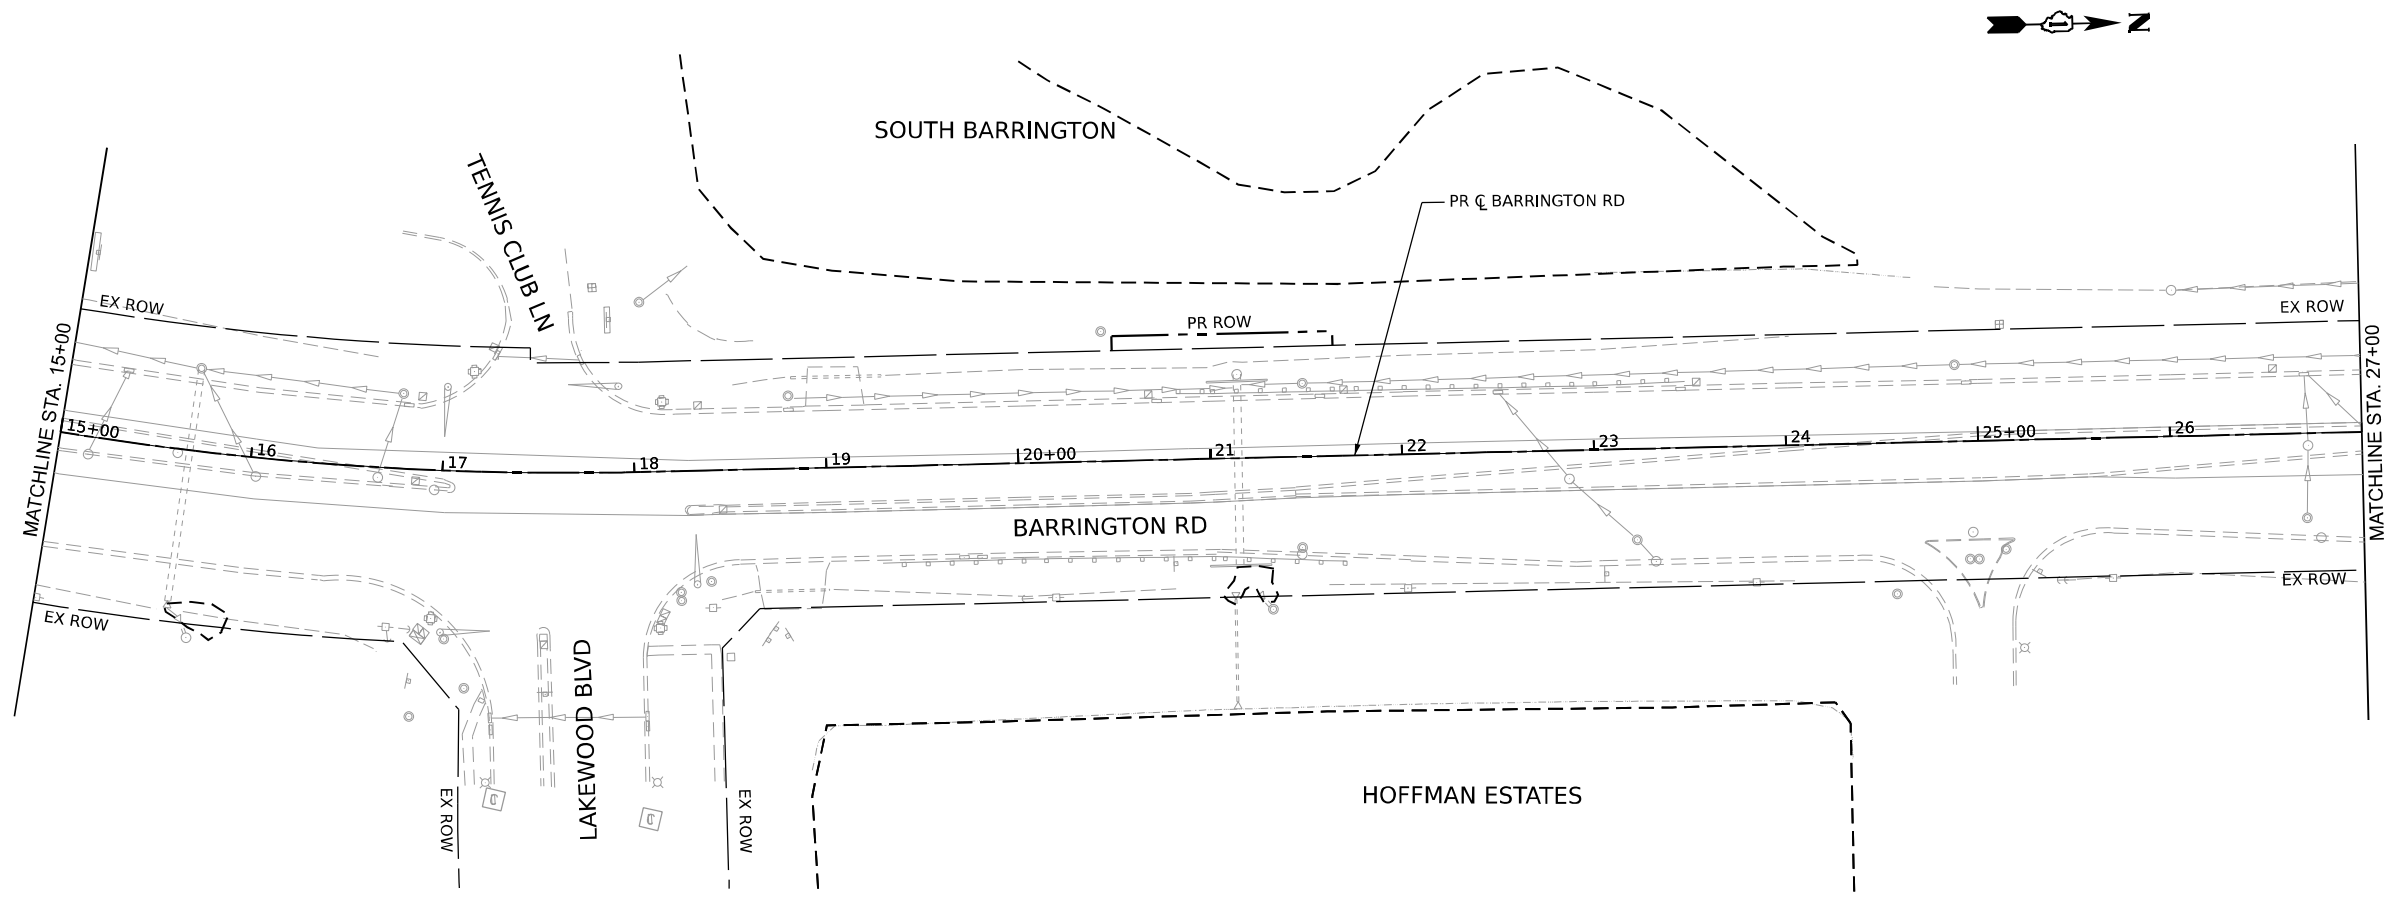 N
SOUTH BARRINGTON
TENNIS CLUB LN
PR ℄ BARRINGTON RD
EX ROW
PR ROW
EX ROW
MATCHLINE STA. 15+00
15+00
16
17
18
19
20+00
21
22
23
24
25+00
26
MATCHLINE STA. 27+00
BARRINGTON RD
EX ROW
EX ROW
LAKEWOOD BLVD
EX ROW
EX ROW
HOFFMAN ESTATES